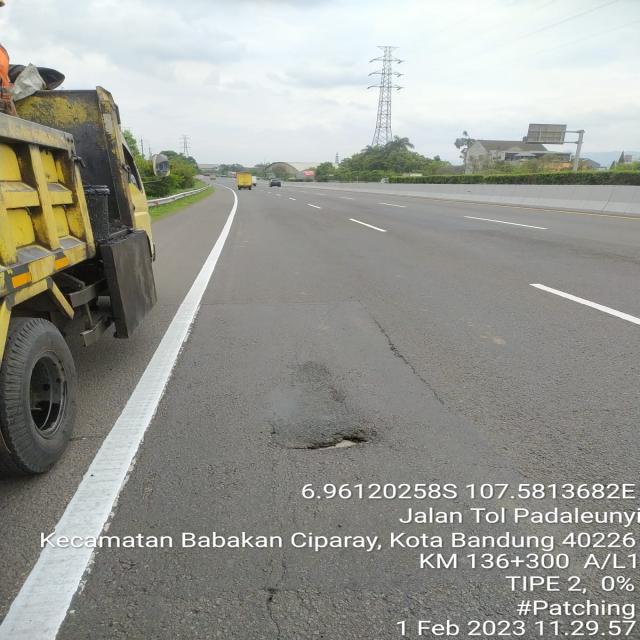 6.96120258S 107.5813682E
Jalan Tol Padaleunyi
Kecamatan Babakan Ciparay, Kota Bandung 40226
KM 136+300 A/L1
TIPE 2, 0%
#Patching
1 Feb 2023 11.29.57